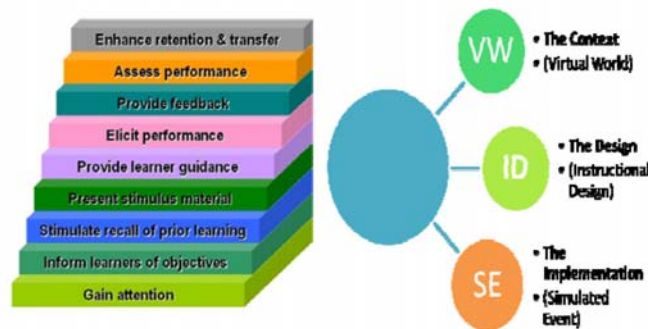 Enhance retention & transfer
Assess performance
Provide feedback
Elicit performance
Provide learner guidance
Present stimulus material
Stimulate recall of prior learning
Inform learners of objectives
Gain attention
VW
• The Context
• (Virtual World)
ID
• The Design
• (Instructional
Design)
SE
• The
Implementation
• (Simulated
Event)